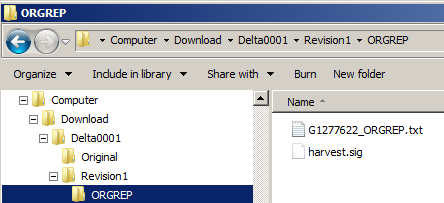 ORGREP
Computer Download Delta0001 Revision1 ORGREP
Organize Include in library Share with Burn New folder
Computer
Download
Delta0001
Original
Revision1
ORGREP
Name
G1277622_ORGREP.txt
harvest.sig